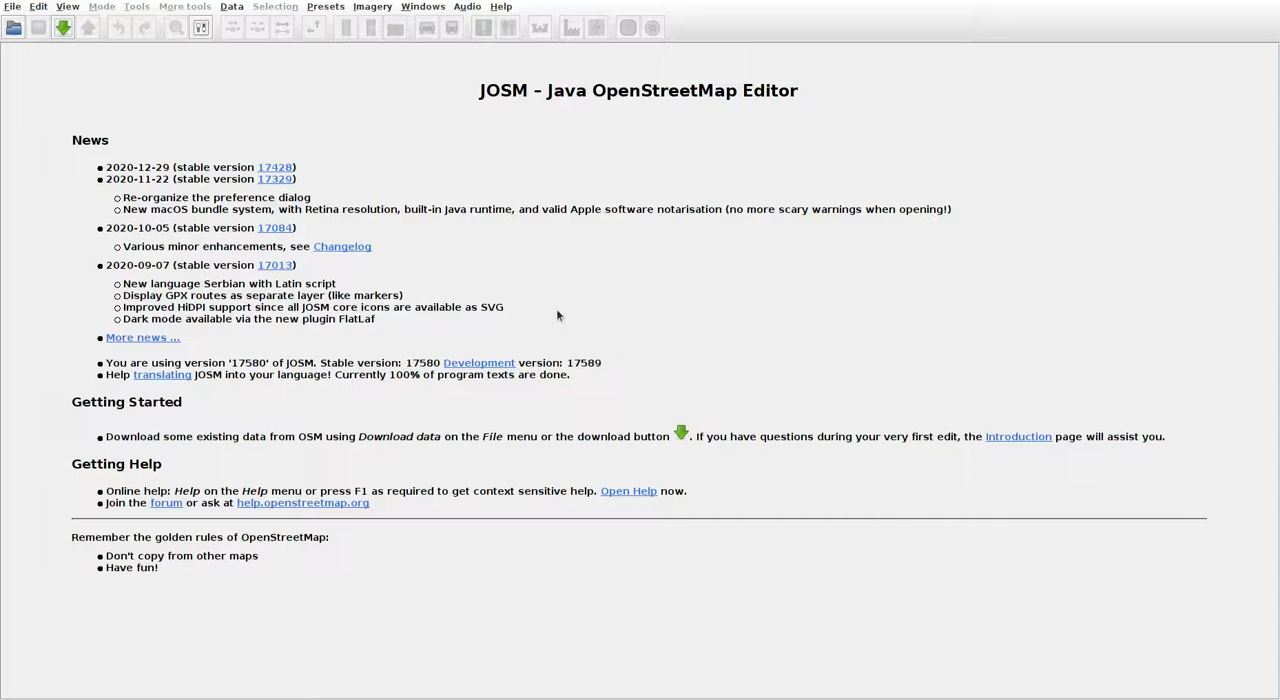 File Edit View Mode Tools More tools Data Selection Presets Imagery Windows Audio Help
JOSM – Java OpenStreetMap Editor
News
2020-12-29 (stable version 17428)
2020-11-22 (stable version 17329)
Re-organize the preference dialog
New macOS bundle system, with Retina resolution, built-in Java runtime, and valid Apple software notarisation (no more scary warnings when opening!)
2020-10-05 (stable version 17084)
Various minor enhancements, see Changelog
2020-09-07 (stable version 17013)
New language Serbian with Latin script
Display GPX routes as separate layer (like markers)
Improved HiDPI support since all JOSM core icons are available as SVG
Dark mode available via the new plugin FlatLaf
More news ...
You are using version '17580' of JOSM. Stable version: 17580 Development version: 17589
Help translating JOSM into your language! Currently 100% of program texts are done.
Getting Started
Download some existing data from OSM using Download data on the File menu or the download button . If you have questions during your very first edit, the Introduction page will assist you.
Getting Help
Online help: Help on the Help menu or press F1 as required to get context sensitive help. Open Help now.
Join the forum or ask at help.openstreetmap.org
Remember the golden rules of OpenStreetMap:
Don't copy from other maps
Have fun!